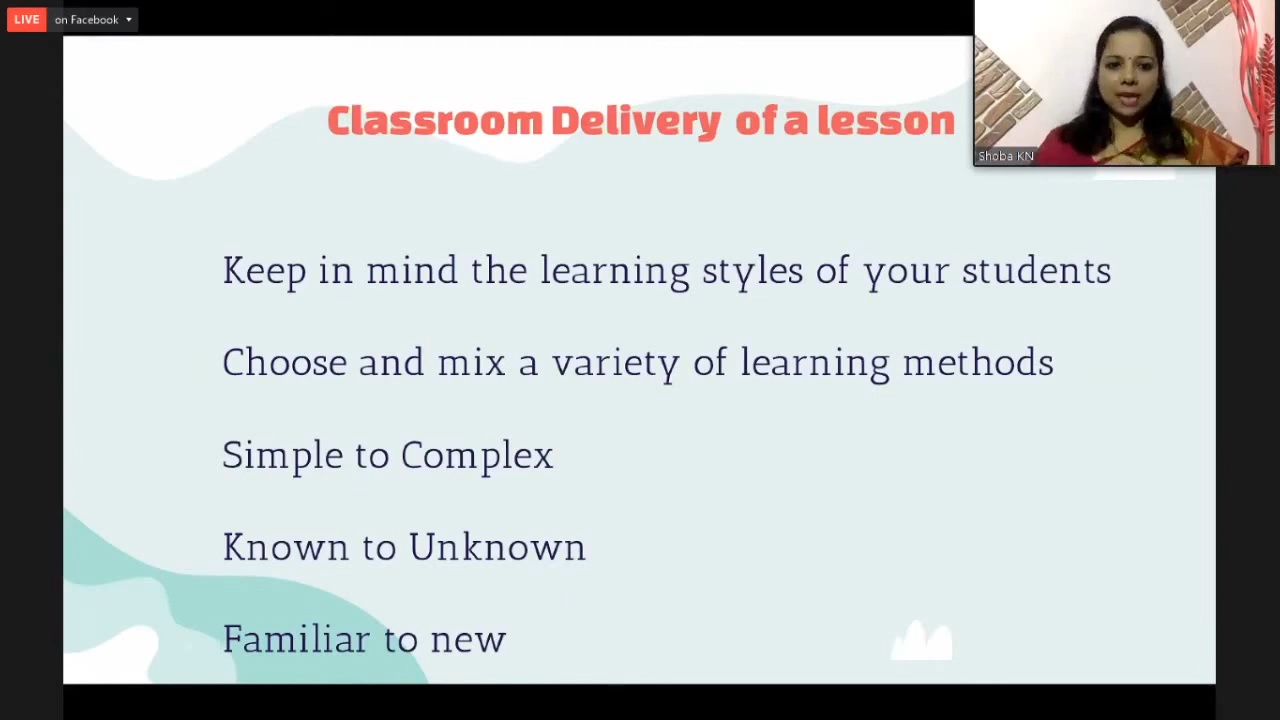 LIVE on Facebook
Classroom Delivery of a lesson
Shoba KN
Keep in mind the learning styles of your students
Choose and mix a variety of learning methods
Simple to Complex
Known to Unknown
Familiar to new